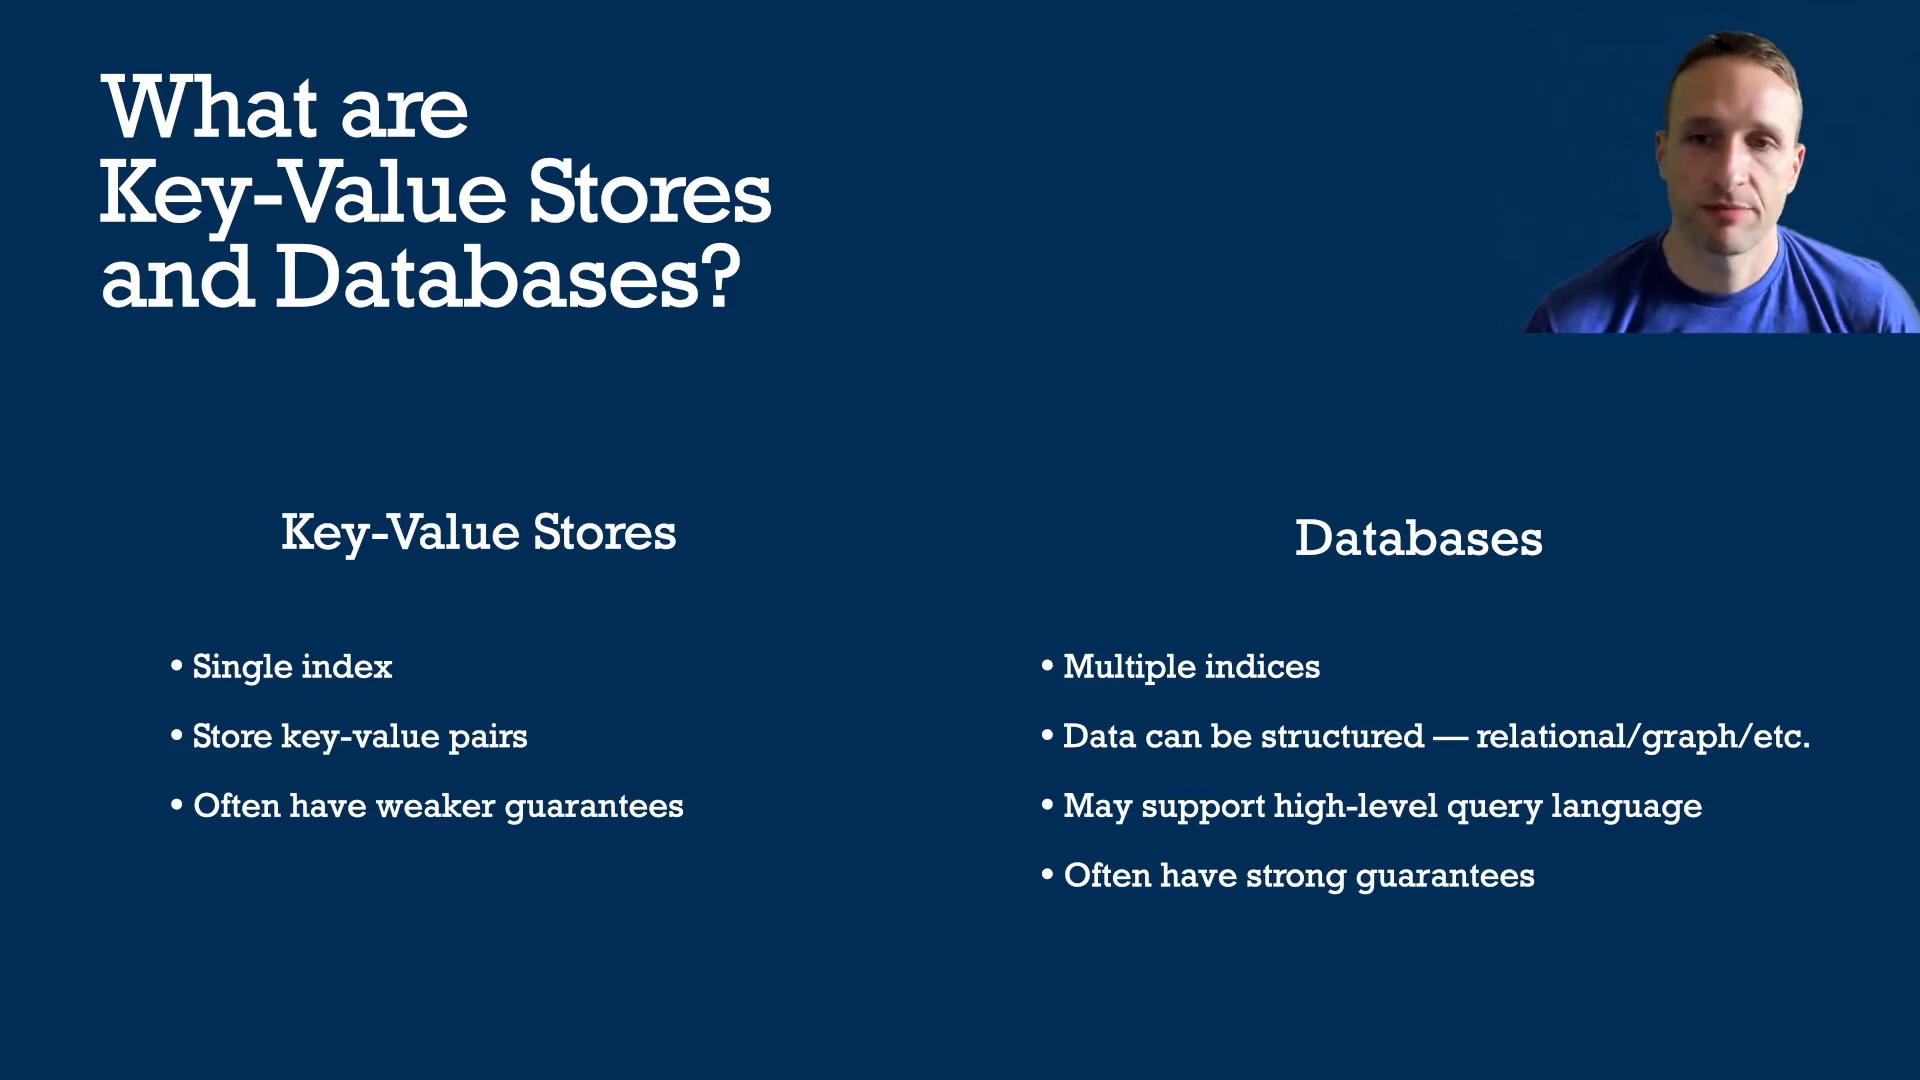 What are
Key-Value Stores
and Databases?
Key-Value Stores
• Single index
• Store key-value pairs
• Often have weaker guarantees
Databases
• Multiple indices
• Data can be structured — relational/graph/etc.
• May support high-level query language
• Often have strong guarantees